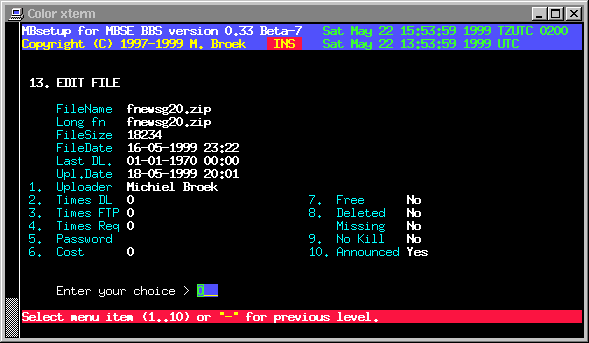 Color xterm
MBsetup for MBSE BBS version 0.33 Beta-7 Sat May 22 15:53:59 1999 TZUTC 0200
Copyright (C) 1997-1999 M. Broek INS Sat May 22 13:53:59 1999 UTC
13. EDIT FILE
FileName fnewsg20.zip
Long fn fnewsg20.zip
FileSize 18234
FileDate 16-05-1999 23:22
Last DL. 01-01-1970 00:00
Upl.Date 18-05-1999 20:01
1. Uploader Michiel Broek
2. Times DL 0 7. Free No
3. Times FTP 0 8. Deleted No
4. Times Req 0 Missing No
5. Password 9. No Kill No
6. Cost 0 10. Announced Yes
Enter your choice > 0__
Select menu item (1..10) or "-" for previous level.